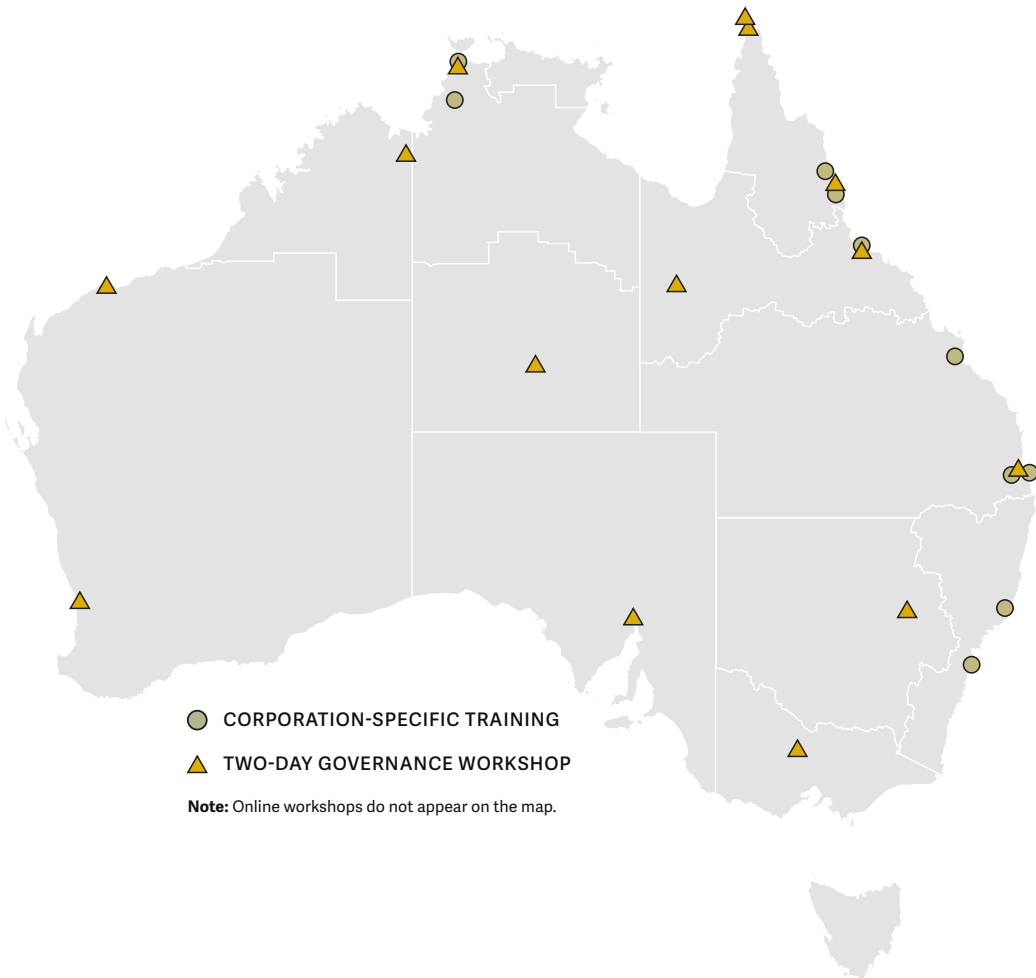 CORPORATION-SPECIFIC TRAINING
TWO-DAY GOVERNANCE WORKSHOP
Note: Online workshops do not appear on the map.